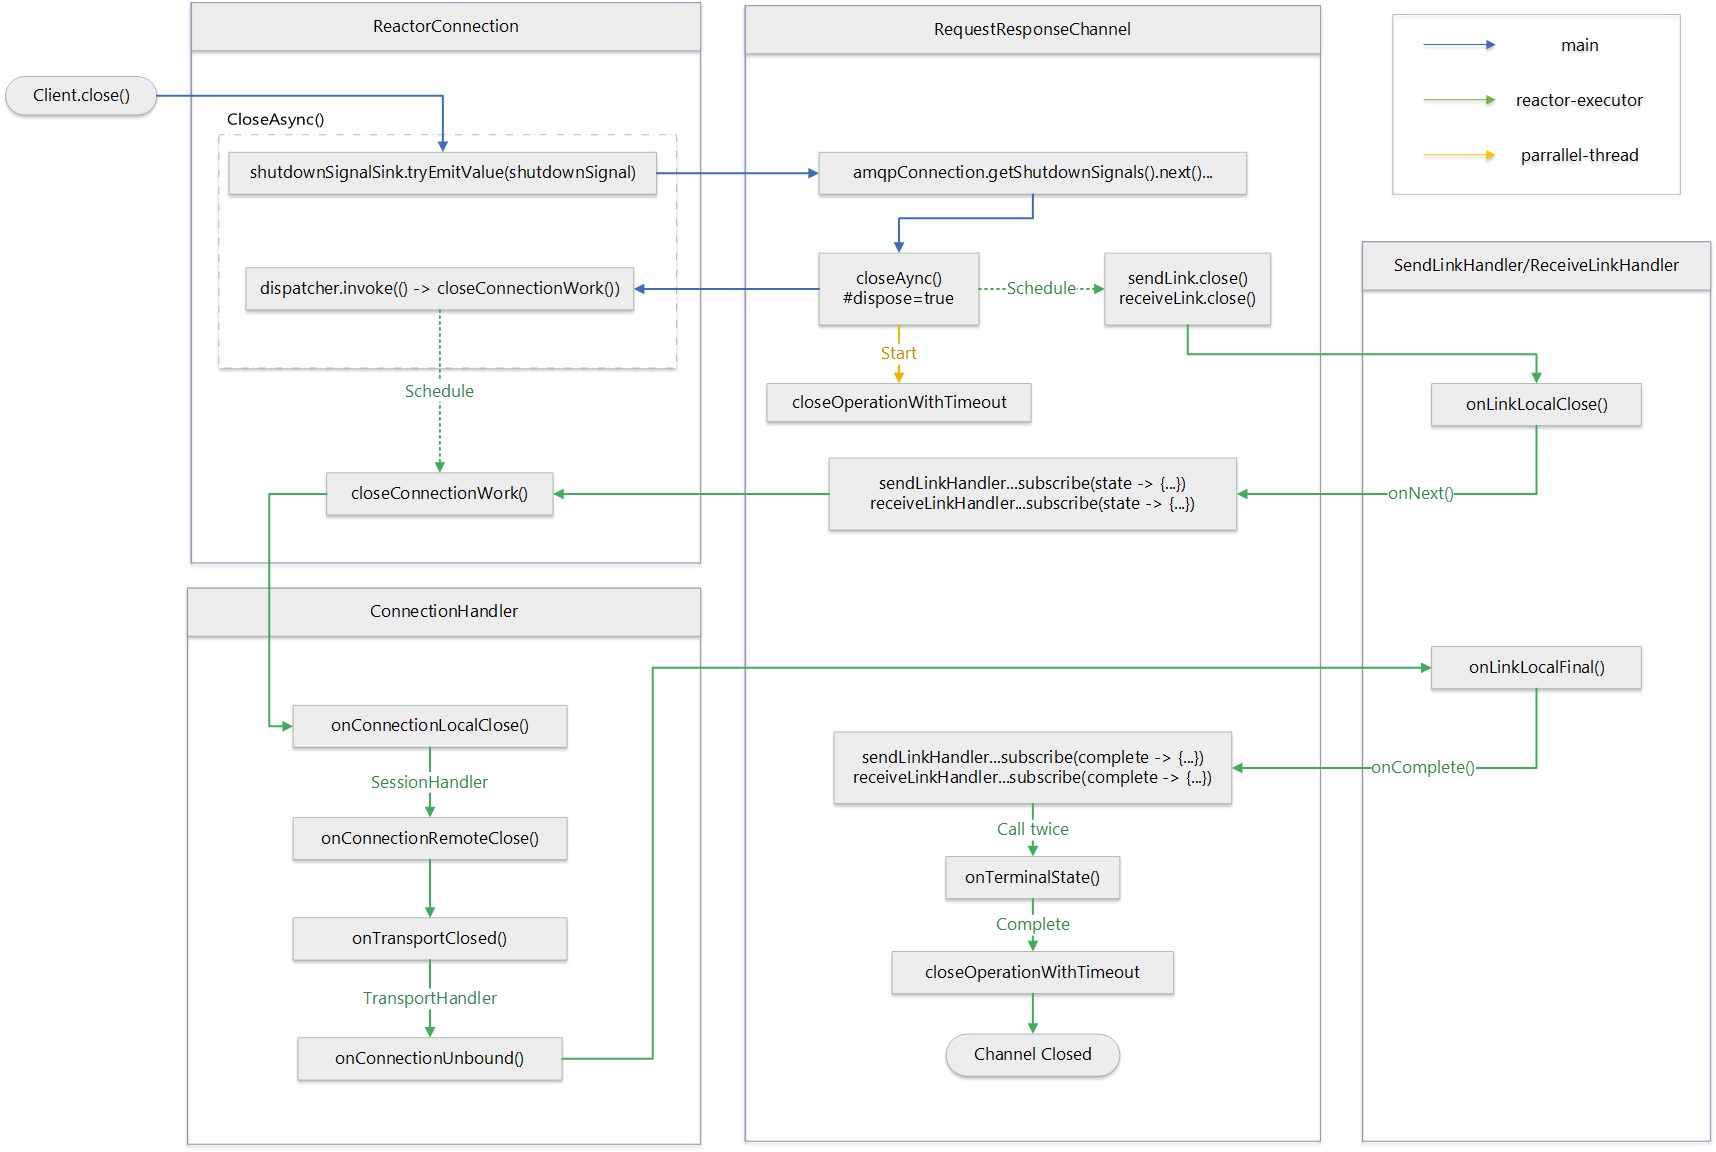 ReactorConnection
RequestResponseChannel
main
reactor-executor
parrallel-thread
Client.close()
CloseAsync()
shutdownSignalSink.tryEmitValue(shutdownSignal)
amqpConnection.getShutdownSignals().next()...
SendLinkHandler/ReceiveLinkHandler
dispatcher.invoke(() -> closeConnectionWork())
closeAync()
#dispose=true
Schedule
sendLink.close()
receiveLink.close()
Start
Schedule
closeOperationWithTimeout
onLinkLocalClose()
closeConnectionWork()
sendLinkHandler...subscribe(state -> {...})
receiveLinkHandler...subscribe(state -> {...})
onNext()
ConnectionHandler
onLinkLocalFinal()
onConnectionLocalClose()
SessionHandler
onConnectionRemoteClose()
onTransportClosed()
TransportHandler
onConnectionUnbound()
sendLinkHandler...subscribe(complete -> {...})
receiveLinkHandler...subscribe(complete -> {...})
onComplete()
Call twice
onTerminalState()
Complete
closeOperationWithTimeout
Channel Closed